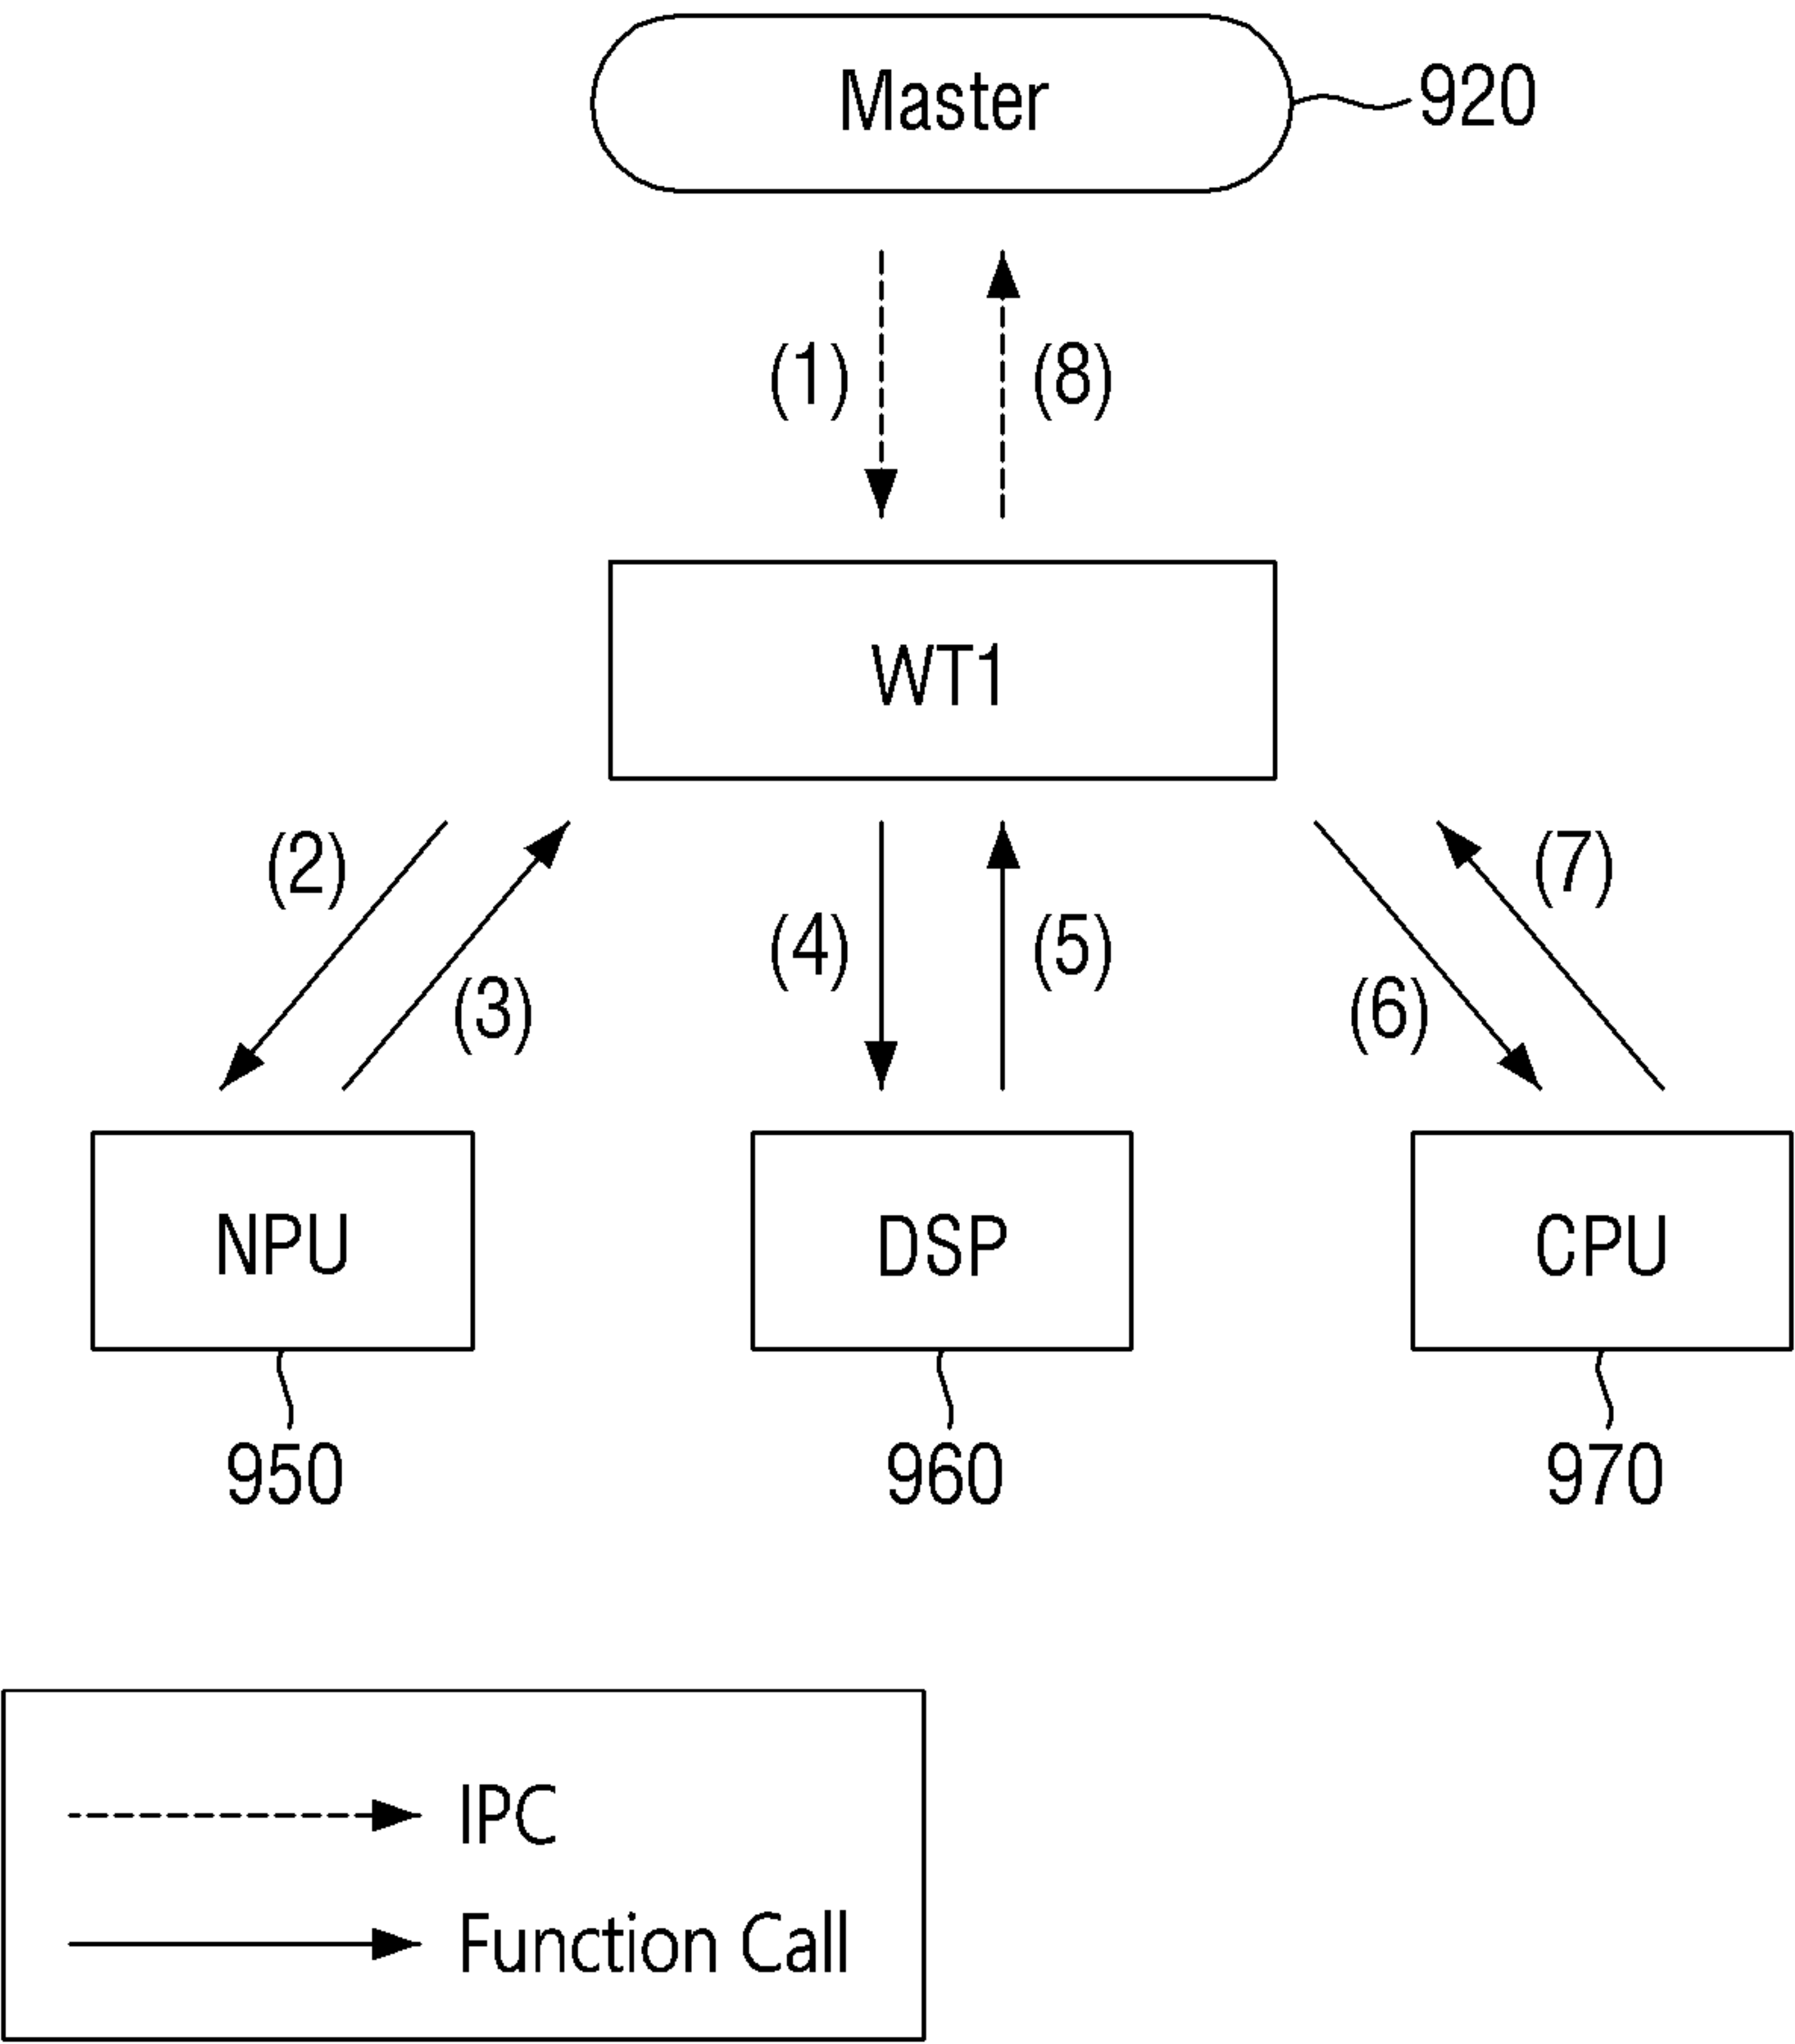 Master
920
(1)
(8)
WT1
(2)
(3)
(4)
(5)
(6)
(7)
NPU
DSP
CPU
950
960
970
IPC
Function Call